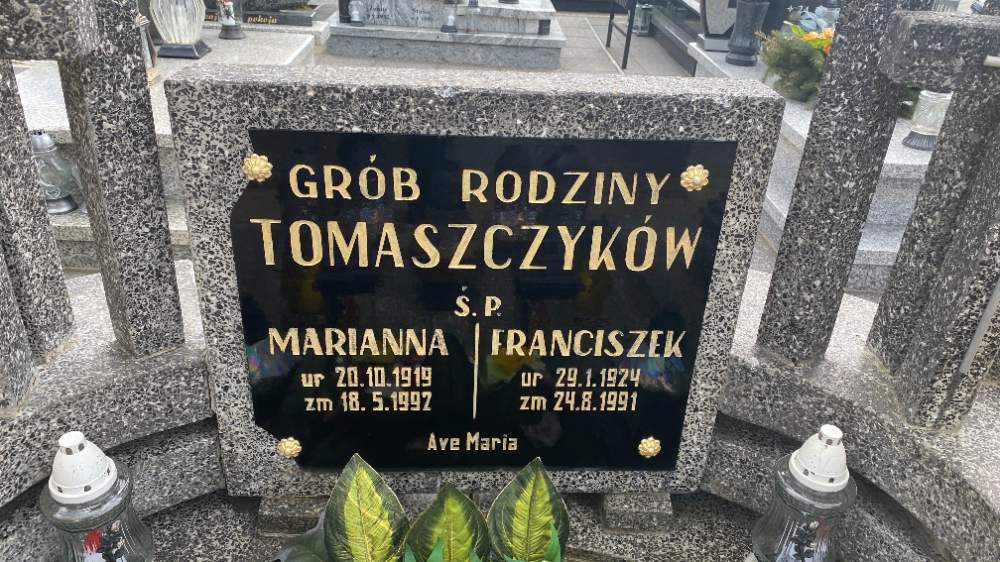 pokoja
GRÓB RODZINY
TOMASZCZYKÓW
Ś.P.
MARIANNA
ur 20.10.1919
zm 18.5.1992
FRANCISZEK
ur 29.1.1924
zm 24.8.1991
Ave Maria